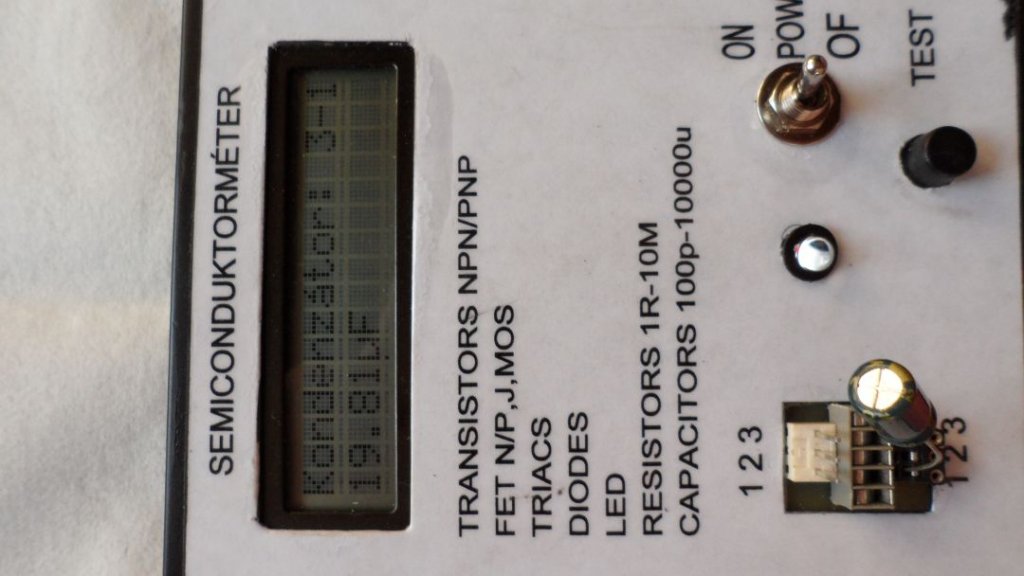 SEMICONDUKTORMÉTER
Kondenzátor: 3-1
19.81uF
TRANSISTORS NPN/PNP
FET N/P,J,MOS
TRIACS
DIODES
LED
RESISTORS 1R-10M
CAPACITORS 100p-10000u
ON
POW
OF
TEST
1 2 3
1 2 3